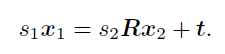 s₁x₁ = s₂Rx₂ + t.